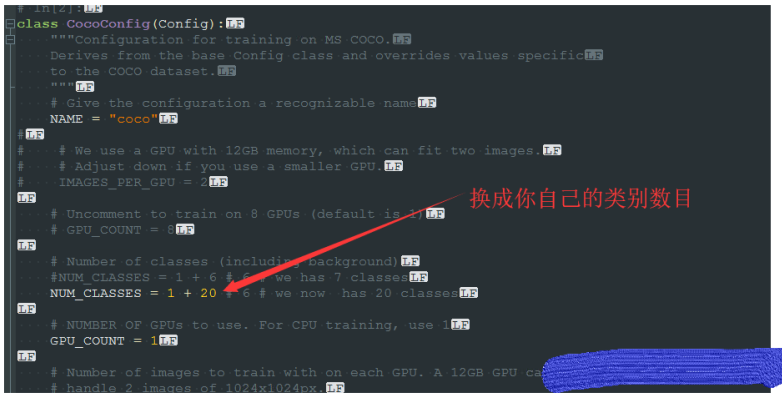 # In[2]:LF
class CocoConfig(Config):LF
"""Configuration for training on MS COCO.LF
Derives from the base Config class and overrides values specificLF
to the COCO dataset.LF
"""LF
# Give the configuration a recognizable nameLF
NAME = "coco"LF
#LF
# # We use a GPU with 12GB memory, which can fit two images.LF
# # Adjust down if you use a smaller GPU.LF
# IMAGES_PER_GPU = 2LF
LF
换成你自己的类别数目
# Uncomment to train on 8 GPUs (default is 1)LF
# GPU_COUNT = 8LF
LF
# Number of classes (including background)LF
#NUM_CLASSES = 1 + 6 # 6 # we has 7 classesLF
NUM_CLASSES = 1 + 20 # 6 # we now has 20 classesLF
LF
# NUMBER OF GPUs to use. For CPU training, use 1LF
GPU_COUNT = 1LF
LF
# Number of images to train with on each GPU. A 12GB GPU
# handle 2 images of 1024x1024px.LF